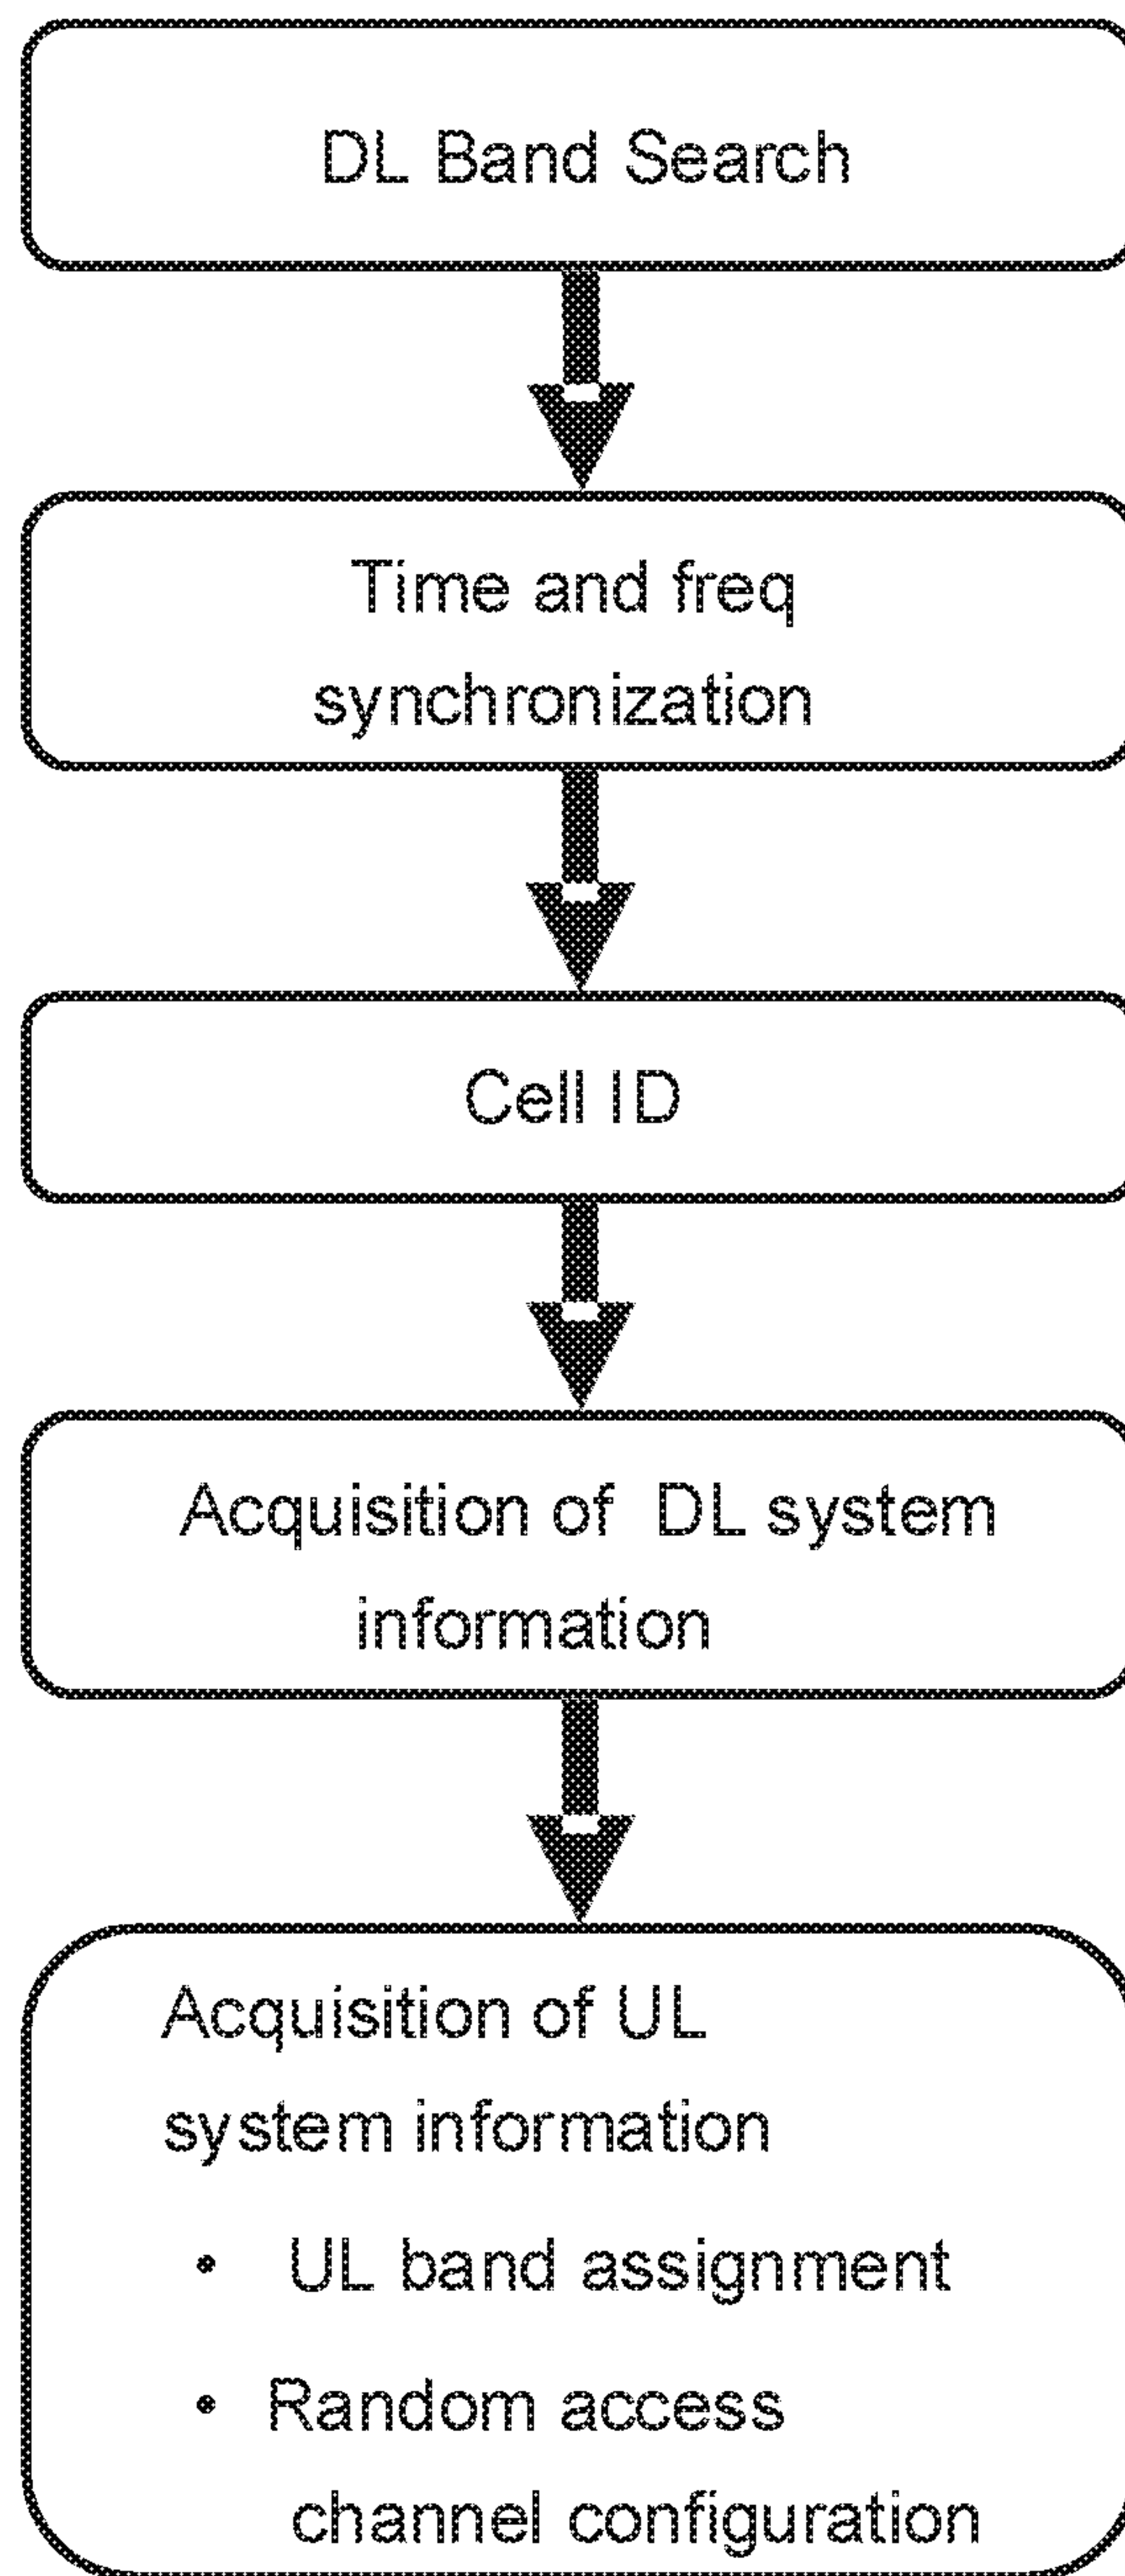 DL Band Search
Time and freq
synchronization
Cell ID
Acquisition of DL system
information
Acquisition of UL
system information
• UL band assignment
• Random access
channel configuration